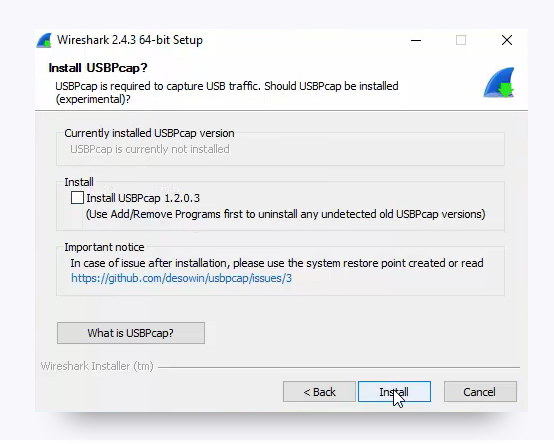 Wireshark 2.4.3 64-bit Setup
Install USBPcap?
USBPcap is required to capture USB traffic. Should USBPcap be installed
(experimental)?
Currently installed USBPcap version
USBPcap is currently not installed
Install
Install USBPcap 1.2.0.3
(Use Add/Remove Programs first to uninstall any undetected old USBPcap versions)
Important notice
In case of issue after installation, please use the system restore point created or read
https://github.com/desowin/usbpcap/issues/3
What is USBPcap?
Wireshark Installer (tm)
< Back Install Cancel